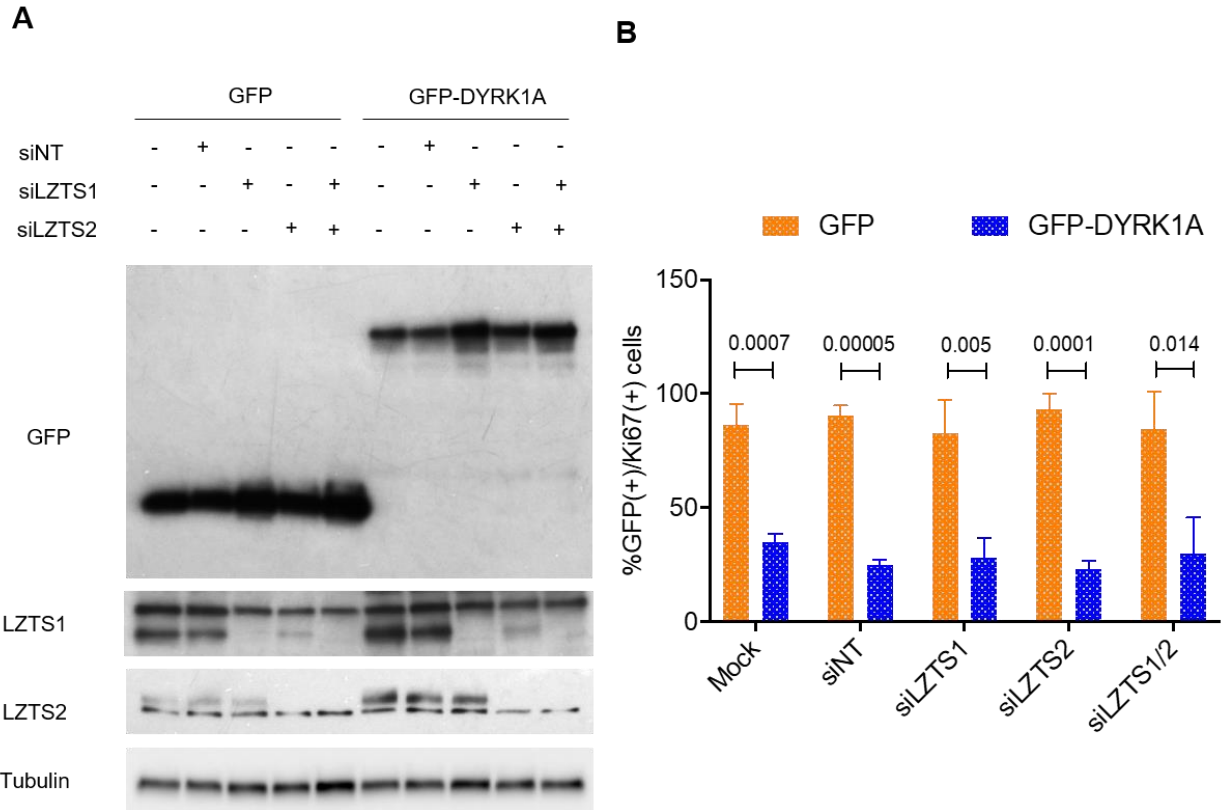 A
GFP GFP-DYRK1A
siNT - + - - - - + - - -
siLZTS1 - - + - + - - + - +
siLZTS2 - - - + + - - - + +
GFP
LZTS1
LZTS2
Tubulin
B
GFP GFP-DYRK1A
%GFP(+)/Ki67(+) cells
150
100
50
0
0.0007 0.00005 0.005 0.0001 0.014
Mock siNT siLZTS1 siLZTS2 siLZTS1/2